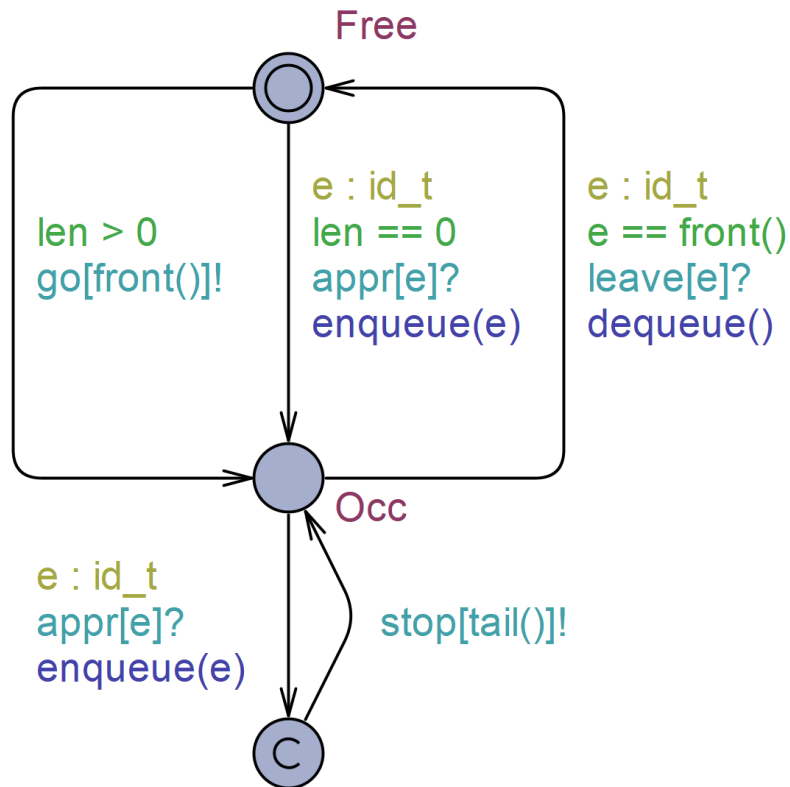 Free
len > 0
go[front()]!
e : id_t
len == 0
appr[e]?
enqueue(e)
e : id_t
e == front()
leave[e]?
dequeue()
Occ
e : id_t
appr[e]?
enqueue(e)
stop[tail()]!
C